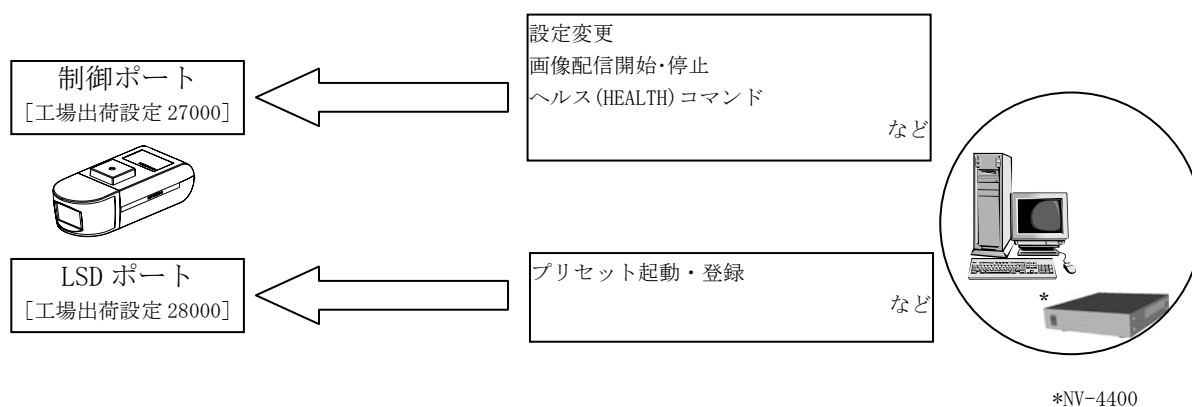 設定変更
画像配信開始・停止
ヘルス(HEALTH)コマンド
など
制御ポート
[工場出荷設定 27000]
LSD ポート
[工場出荷設定 28000]
プリセット起動・登録
など
*
*NV-4400